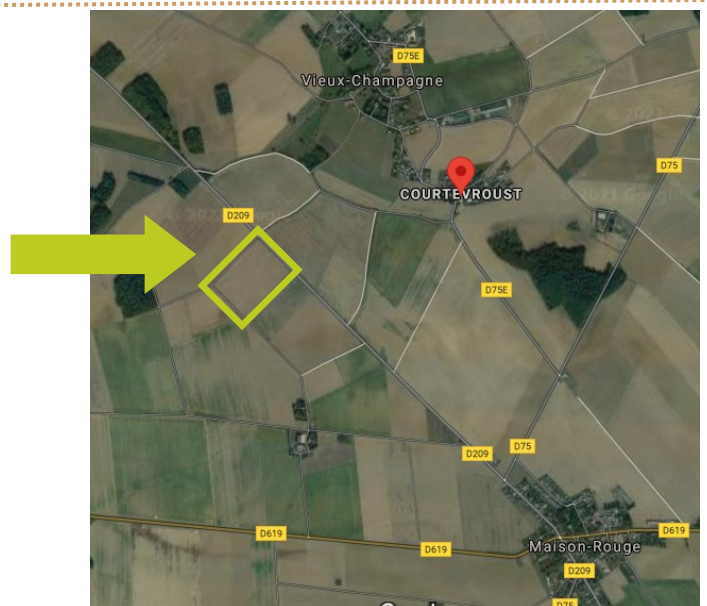 D75E
Vieux-Champagne
D75
COURTEVROUST
D209
D75E
D209
D75
D619
D619
D619
Maison-Rouge
D209
D75